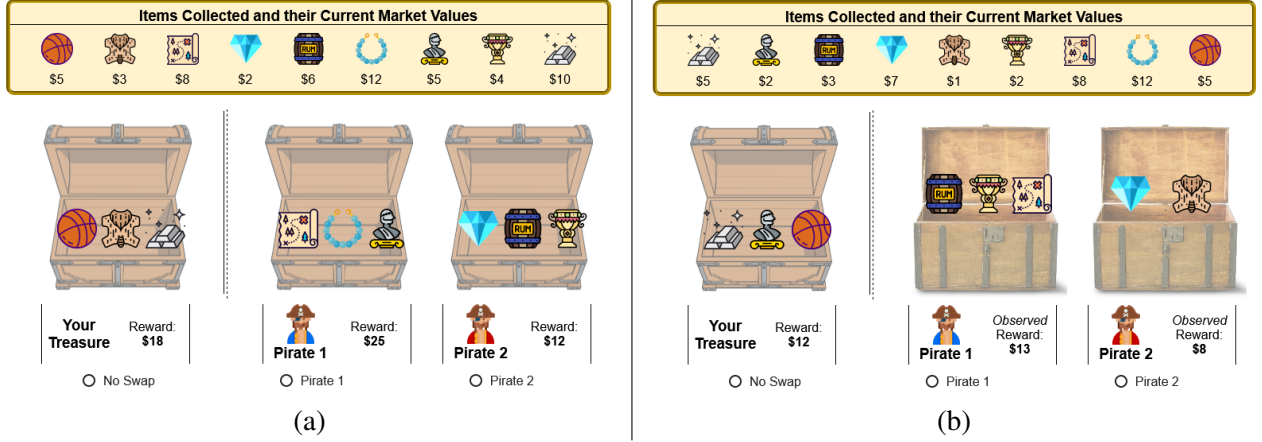 Items Collected and their Current Market Values
$5 $3 $8 $2 $6 $12 $5 $4 $10
RUM
RUM
Your Treasure
Reward: $18
Pirate 1
Reward: $25
Pirate 2
Reward: $12
No Swap
Pirate 1
Pirate 2
(a)
Items Collected and their Current Market Values
$5 $2 $3 $7 $1 $2 $8 $12 $5
RUM
RUM
Your Treasure
Reward: $12
Pirate 1
Observed Reward: $13
Pirate 2
Observed Reward: $8
No Swap
Pirate 1
Pirate 2
(b)